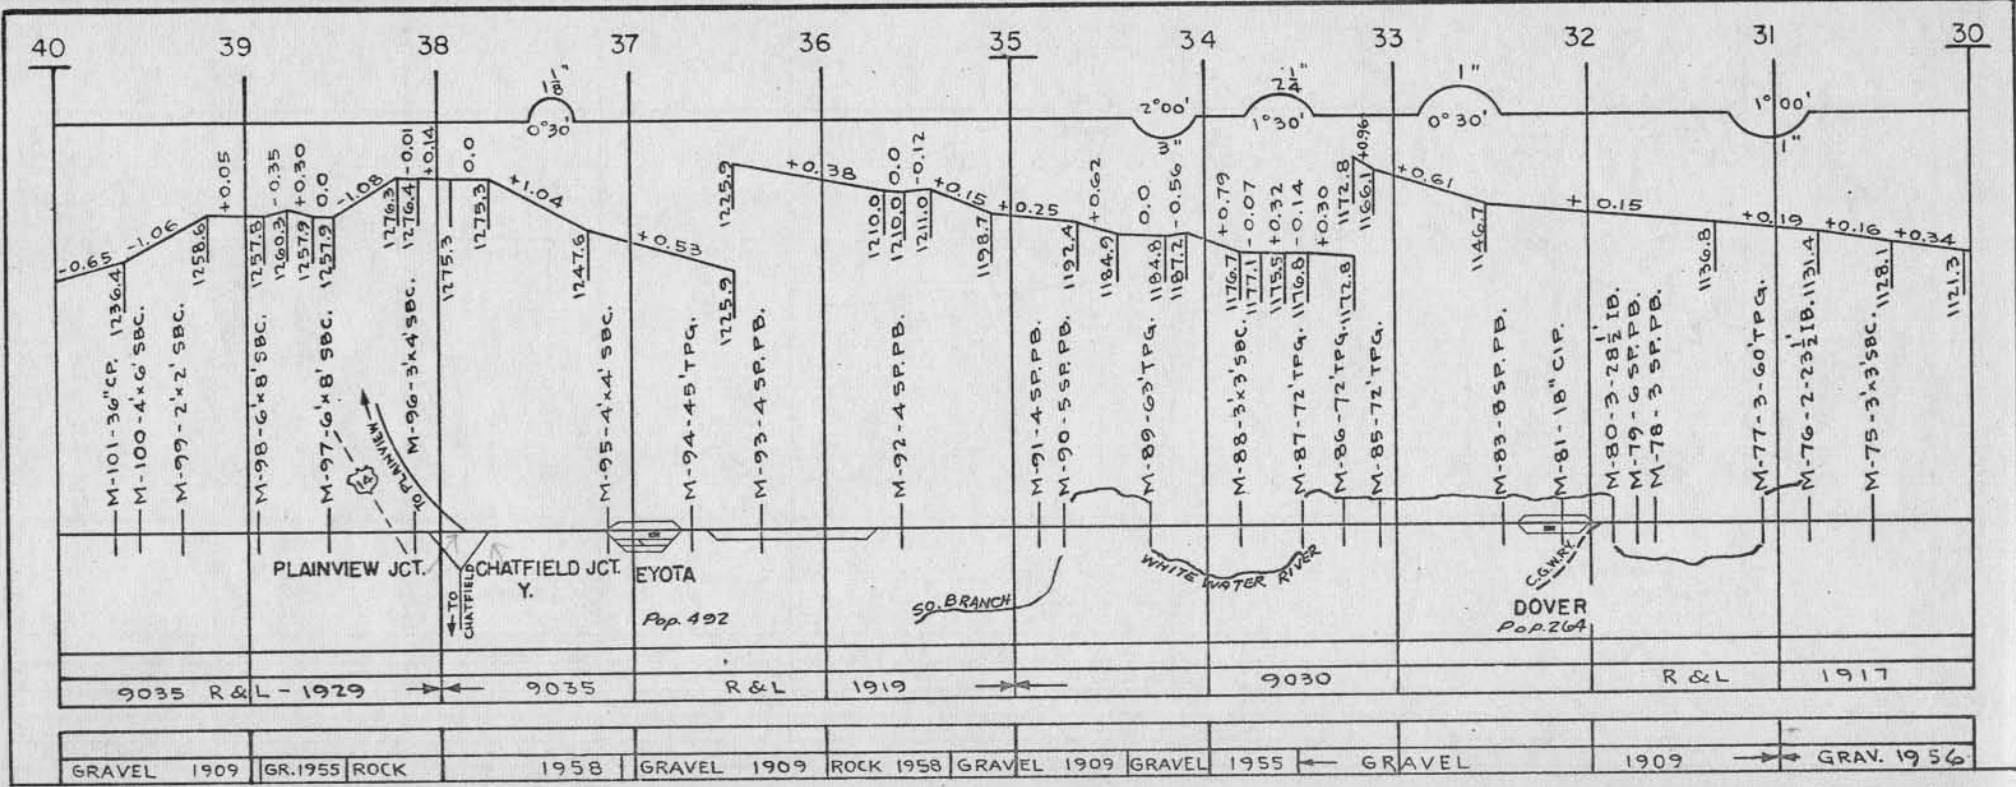 40 39 38 37 36 35 34 33 32 31 30
1 1/8" 2°00' 2 1/4" 1" 1°00'
0°30' 3" 1°30' 0°30' 1"
-0.65 -1.06 +0.05 -0.35 +0.30 0.0 -1.08 -0.01 +0.14 0.0 +1.04 +0.53 +0.38 0.0 -0.12 +0.15 +0.25 +0.62 0.0 -0.56 +0.79 -0.07 +0.32 -0.14 +0.30 +0.96 +0.61 +0.15 +0.19 +0.16 +0.34
1236.4 1258.6 1257.8 1260.3 1257.9 1257.9 1276.3 1276.4 1275.3 1275.3 1247.6 1225.9 1225.9 1210.0 1210.0 1211.0 1198.7 1192.4 1184.9 1184.8 1187.2 1176.7 1177.1 1175.5 1176.8 1172.8 1172.8 1166.1 1146.7 1136.8 1131.4 1128.1 1121.3
M-101-36"CP.
M-100-4'x6' SBC.
M-99-2'x2' SBC.
M-98-6'x8' SBC.
M-97-6'x8' SBC.
M-96-3'x4' SBC.
M-95-4'x4' SBC.
M-94-45'TPG.
M-93-4 SP.PB.
M-92-4 SP.PB.
M-91-4 SP.PB.
M-90-5 SP.PB.
M-89-63'TPG.
M-88-3'x3' SBC.
M-87-72'TPG.
M-86-72'TPG.
M-85-72'TPG.
M-83-8 SP.PB.
M-81-18" CIP.
M-80-3-28 1/2' IB.
M-79-6 SP.PB.
M-78-3 SP.PB.
M-77-3-60'TPG.
M-76-2-23 1/2' IB.
M-75-3'x3' SBC.
14
TO PLAINVIEW
PLAINVIEW JCT.
CHATFIELD JCT.
Y.
TO
CHATFIELD
EYOTA
Pop. 492
SO. BRANCH
WHITE WATER RIVER
C.G.W.RY.
DOVER
Pop. 264
9035 R & L - 1929 9035 R & L 1919 9030 R & L 1917
GRAVEL 1909 GR.1955 ROCK 1958 GRAVEL 1909 ROCK 1958 GRAVEL 1909 GRAVEL 1955 GRAVEL 1909 GRAV. 1956